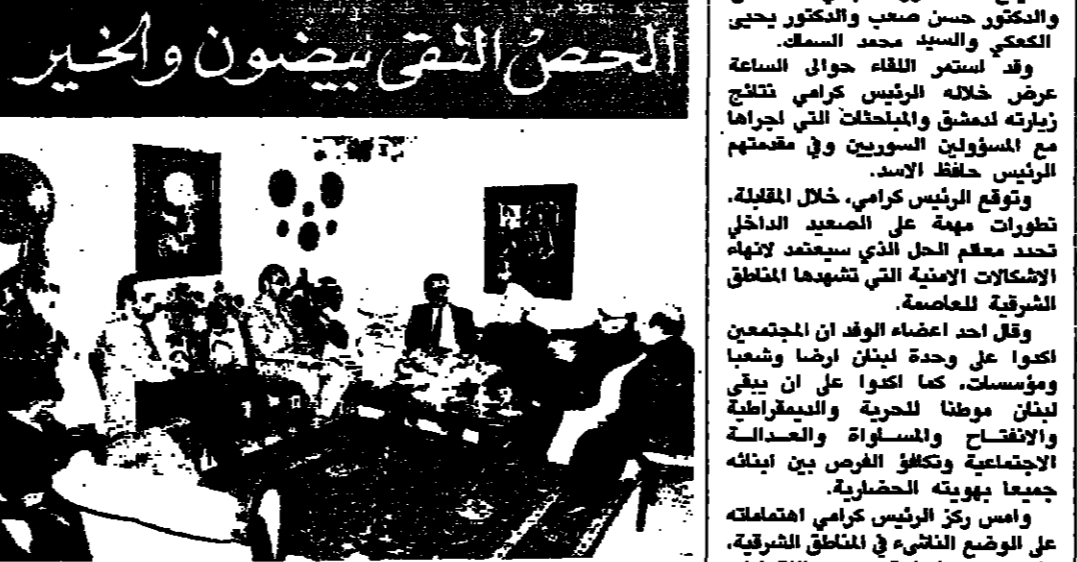 الحص التقى بيضون والخير
والدكتور حسن صعب والدكتور يحيى
الكعكي والسيد محمد السماك.
وقد استمر اللقاء حوالى الساعة
عرض خلاله الرئيس كرامي نتائج
زيارته لدمشق والمباحثات التي اجراها
مع المسؤولين السوريين وفي مقدمتهم
الرئيس حافظ الاسد.
وتوقع الرئيس كرامي، خلال المقابلة،
تطورات مهمة على الصعيد الداخلي
تحدد معالم الحل الذي سيعتمد لانهاء
الاشكالات الامنية التي تشهدها المناطق
الشرقية للعاصمة.
وقال احد اعضاء الوفد ان المجتمعين
اكدوا على وحدة لبنان ارضا وشعبا
ومؤسسات، كما اكدوا على ان يبقى
لبنان موطنا للحرية والديمقراطية
والانفتاح والمساواة والعدالة
الاجتماعية وتكافؤ الفرص بين ابنائه
جميعا بهويته الحضارية.
وامس ركز الرئيس كرامي اهتماماته
على الوضع الناشىء في المناطق الشرقية،